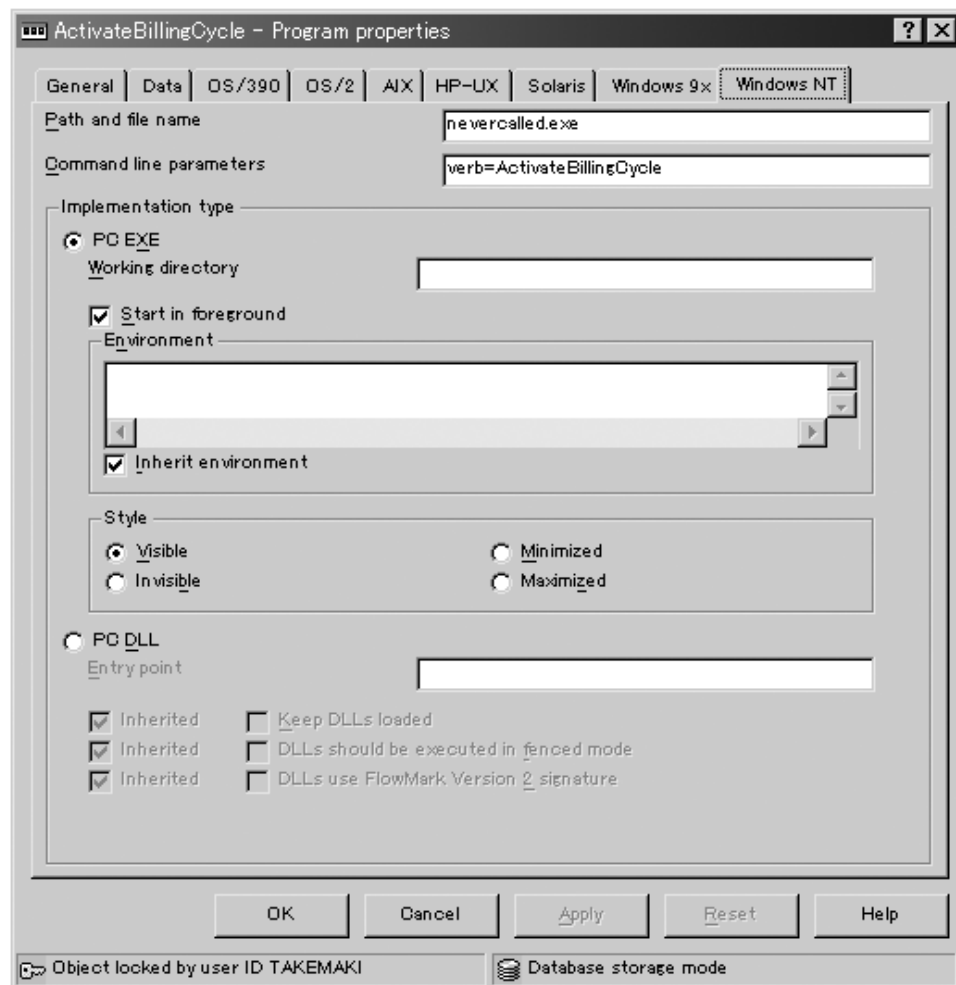 ActivateBillingCycle - Program properties
General Data OS/390 OS/2 AIX HP-UX Solaris Windows 9x Windows NT
Path and file name nevercalled.exe
Command line parameters verb=ActivateBillingCycle
Implementation type
PC EXE
Working directory
Start in foreground
Environment
Inherit environment
Style
Visible Minimized
Invisible Maximized
PC DLL
Entry point
Inherited Keep DLLs loaded
Inherited DLLs should be executed in fenced mode
Inherited DLLs use FlowMark Version 2 signature
OK Cancel Apply Reset Help
Object locked by user ID TAKEMAKI Database storage mode